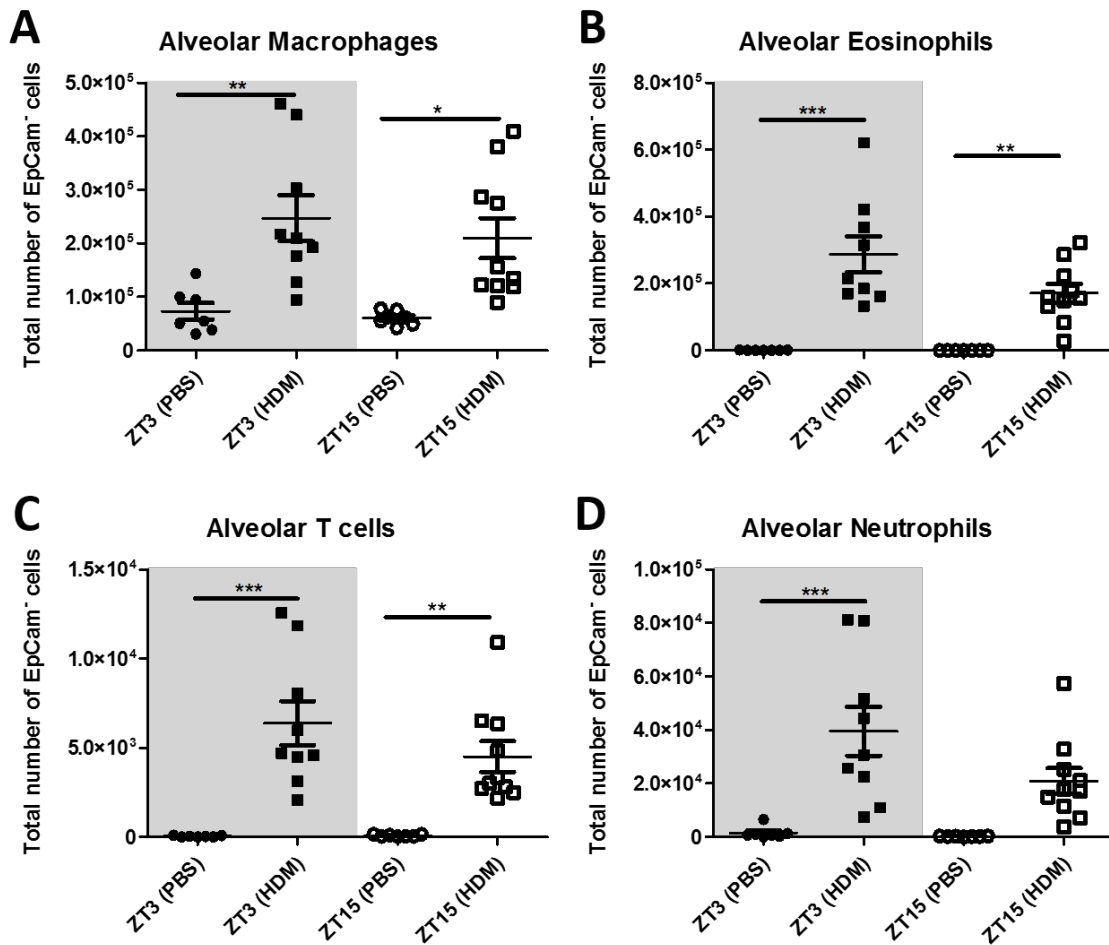 A
Alveolar Macrophages
Total number of EpCam⁻ cells
5.0×10⁵
4.0×10⁵
3.0×10⁵
2.0×10⁵
1.0×10⁵
0
**
*
ZT3 (PBS)
ZT3 (HDM)
ZT15 (PBS)
ZT15 (HDM)
B
Alveolar Eosinophils
Total number of EpCam⁻ cells
8.0×10⁵
6.0×10⁵
4.0×10⁵
2.0×10⁵
0
***
**
ZT3 (PBS)
ZT3 (HDM)
ZT15 (PBS)
ZT15 (HDM)
C
Alveolar T cells
Total number of EpCam⁻ cells
1.5×10⁴
1.0×10⁴
5.0×10³
0
***
**
ZT3 (PBS)
ZT3 (HDM)
ZT15 (PBS)
ZT15 (HDM)
D
Alveolar Neutrophils
Total number of EpCam⁻ cells
1.0×10⁵
8.0×10⁴
6.0×10⁴
4.0×10⁴
2.0×10⁴
0
***
ZT3 (PBS)
ZT3 (HDM)
ZT15 (PBS)
ZT15 (HDM)